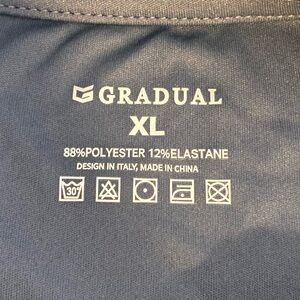 GRADUAL
XL
88%POLYESTER 12%ELASTANE
DESIGN IN ITALY, MADE IN CHINA
30°